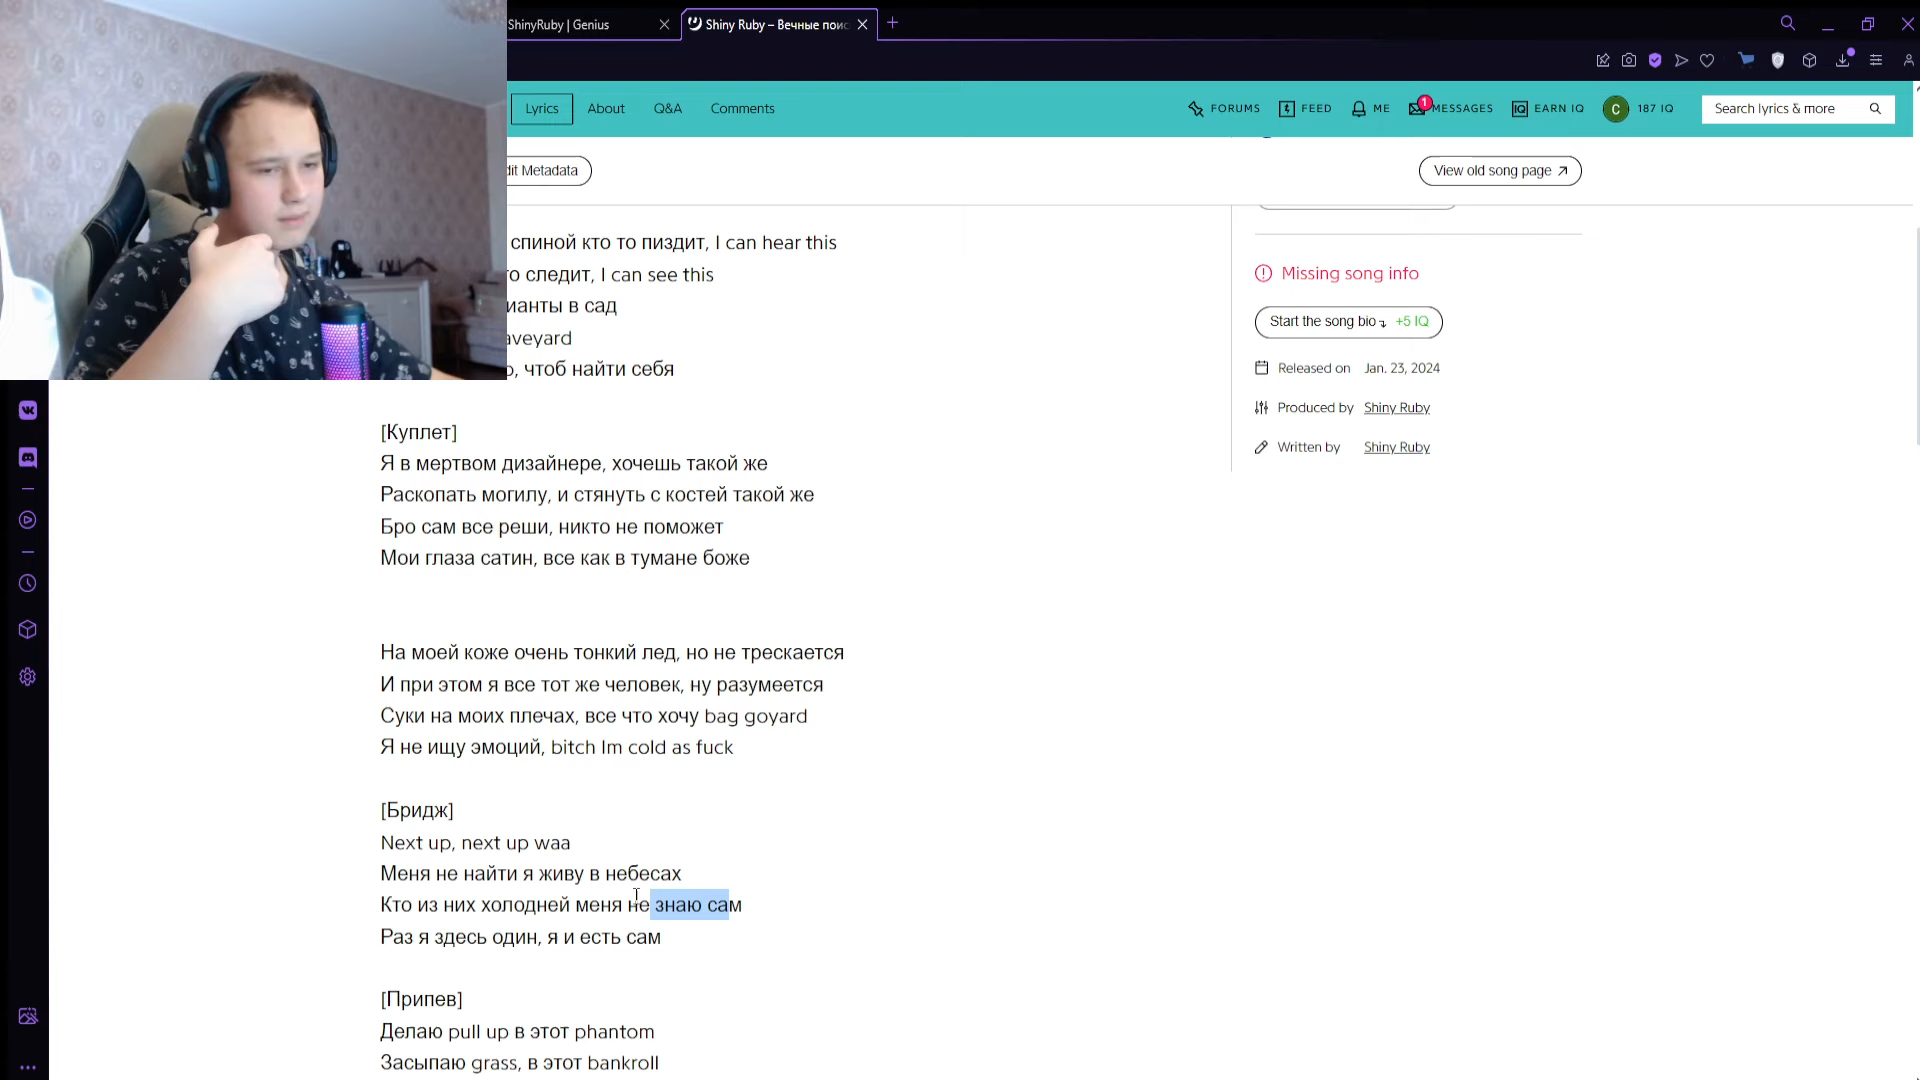 ShinyRuby | Genius
Shiny Ruby – Вечные поис
Lyrics
About
Q&A
Comments
FORUMS
FEED
ME
1
MESSAGES
EARN IQ
C
187 IQ
Search lyrics & more
dit Metadata
View old song page
спиной кто то пиздит, I can hear this
то следит, I can see this
ианты в сад
aveyard
о, чтоб найти себя
Missing song info
Start the song bio +5 IQ
Released on Jan. 23, 2024
Produced by Shiny Ruby
Written by Shiny Ruby
[Куплет]
Я в мертвом дизайнере, хочешь такой же
Раскопать могилу, и стянуть с костей такой же
Бро сам все реши, никто не поможет
Мои глаза сатин, все как в тумане боже
На моей коже очень тонкий лед, но не трескается
И при этом я все тот же человек, ну разумеется
Суки на моих плечах, все что хочу bag goyard
Я не ищу эмоций, bitch Im cold as fuck
[Бридж]
Next up, next up waa
Меня не найти я живу в небесах
Кто из них холодней меня не знаю сам
Раз я здесь один, я и есть сам
[Припев]
Делаю pull up в этот phantom
Засыпаю grass, в этот bankroll